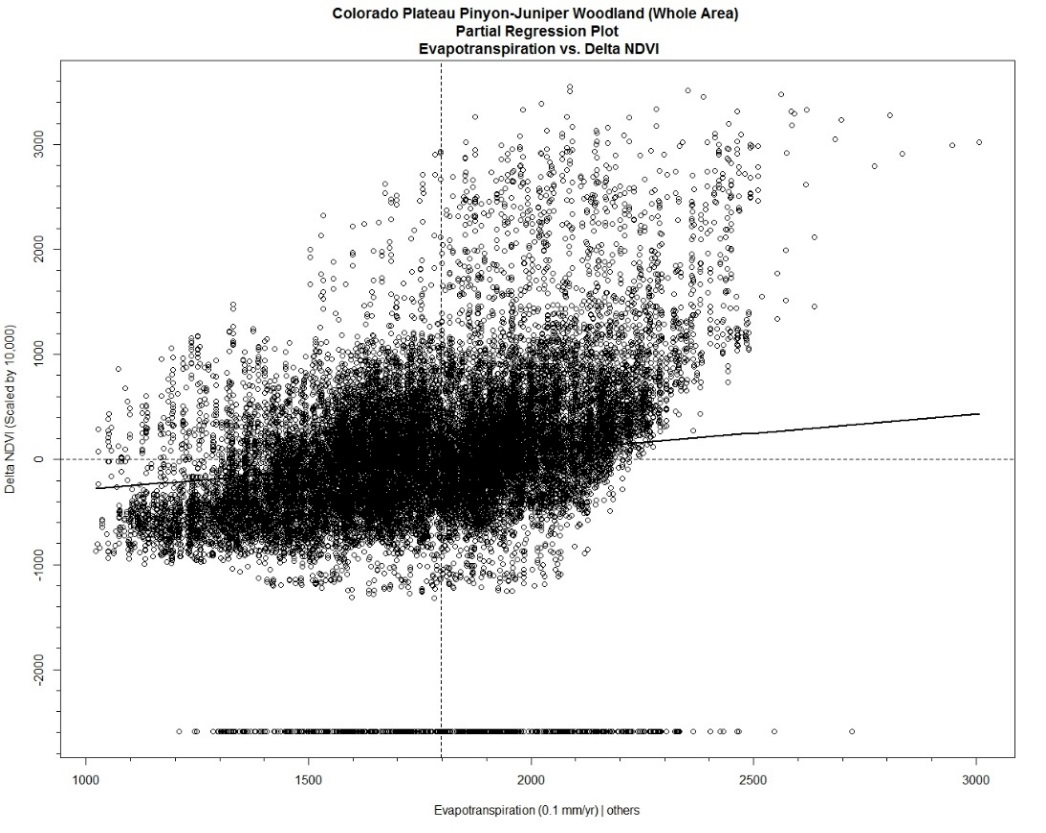 Colorado Plateau Pinyon-Juniper Woodland (Whole Area)
Partial Regression Plot
Evapotranspiration vs. Delta NDVI
Delta NDVI (Scaled by 10,000)
3000
2000
1000
0
-1000
-2000
1000
1500
2000
2500
3000
Evapotranspiration (0.1 mm/yr) | others